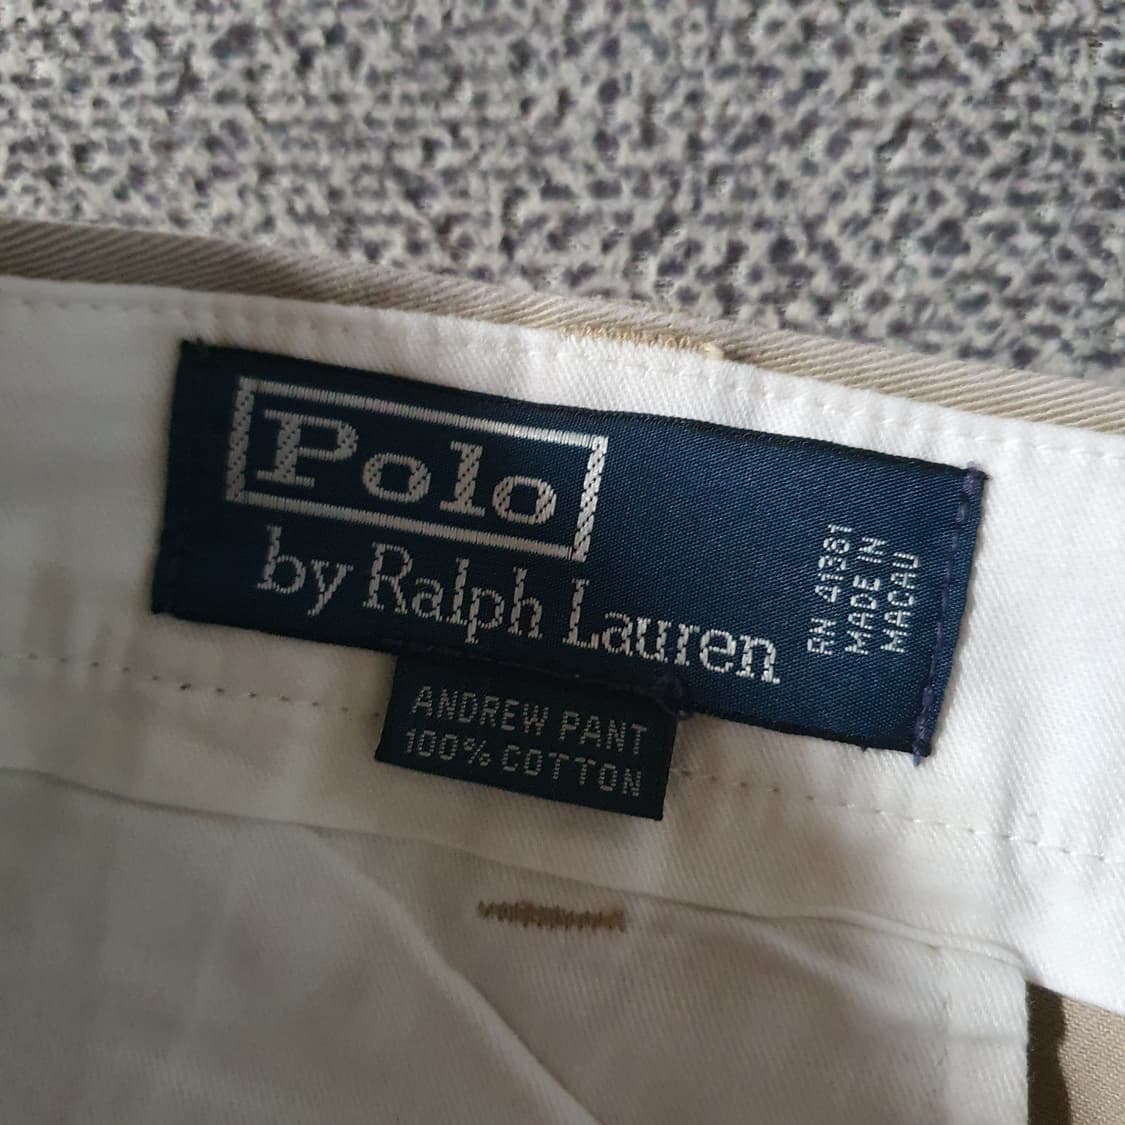 Polo
by Ralph Lauren
RN 41381
MADE IN
MACAU
ANDREW PANT
100% COTTON